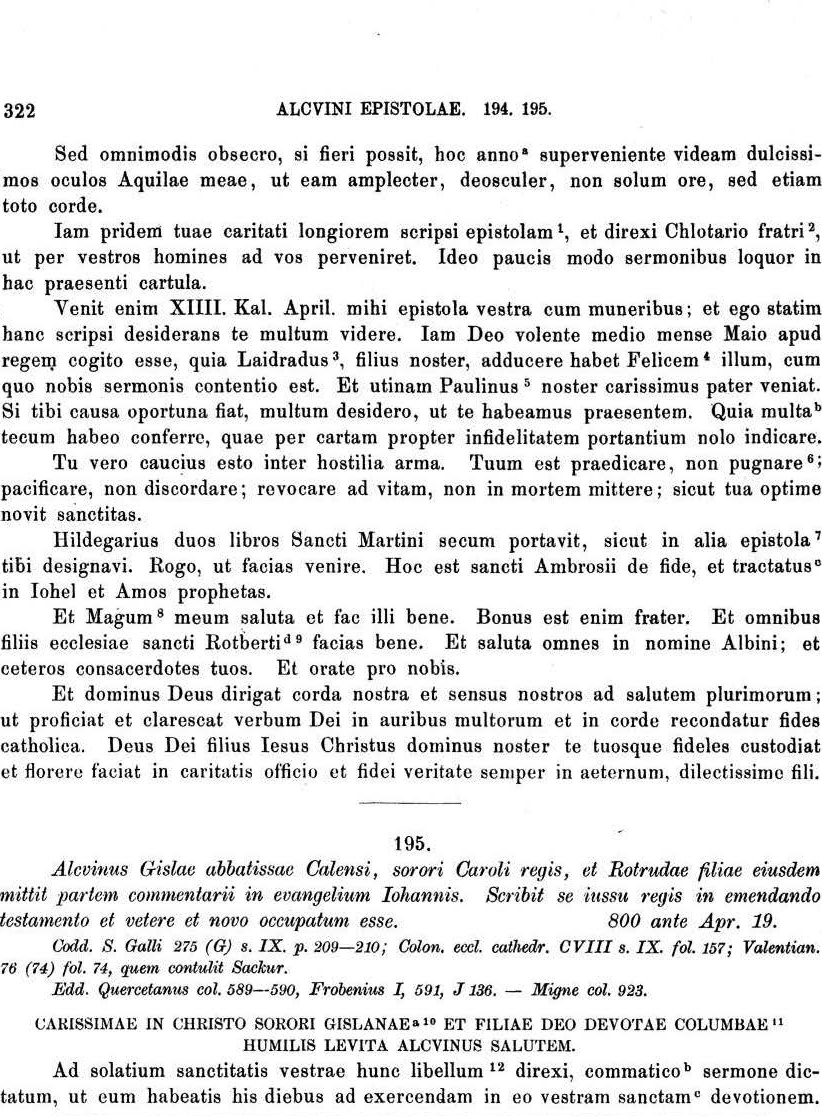 322 ALCVINI EPISTOLAE. 194. 195.
Sed omnimodis obsecro, si fieri possit, hoc anno a superveniente videam dulcissi-
mos oculos Aquilae meae, ut eam amplecter, deosculer, non solum ore, sed etiam
toto corde.
Iam pridem tuae caritati longiorem scripsi epistolam 1, et direxi Chlotario fratri 2,
ut per vestros homines ad vos perveniret. Ideo paucis modo sermonibus loquor in
hac praesenti cartula.
Venit enim XIIII. Kal. April. mihi epistola vestra cum muneribus; et ego statim
hanc scripsi desiderans te multum videre. Iam Deo volente medio mense Maio apud
regem cogito esse, quia Laidradus 3, filius noster, adducere habet Felicem 4 illum, cum
quo nobis sermonis contentio est. Et utinam Paulinus 5 noster carissimus pater veniat.
Si tibi causa oportuna fiat, multum desidero, ut te habeamus praesentem. Quia multa b
tecum habeo conferre, quae per cartam propter infidelitatem portantium nolo indicare.
Tu vero caucius esto inter hostilia arma. Tuum est praedicare, non pugnare 6;
pacificare, non discordare; revocare ad vitam, non in mortem mittere; sicut tua optime
novit sanctitas.
Hildegarius duos libros Sancti Martini secum portavit, sicut in alia epistola 7
tibi designavi. Rogo, ut facias venire. Hoc est sancti Ambrosii de fide, et tractatus c
in Iohel et Amos prophetas.
Et Magum 8 meum saluta et fac illi bene. Bonus est enim frater. Et omnibus
filiis ecclesiae sancti Rotberti d 9 facias bene. Et saluta omnes in nomine Albini; et
ceteros consacerdotes tuos. Et orate pro nobis.
Et dominus Deus dirigat corda nostra et sensus nostros ad salutem plurimorum;
ut proficiat et clarescat verbum Dei in auribus multorum et in corde recondatur fides
catholica. Deus Dei filius Iesus Christus dominus noster te tuosque fideles custodiat
et florere faciat in caritatis officio et fidei veritate semper in aeternum, dilectissime fili.
195.
Alcvinus Gislae abbatissae Calensi, sorori Caroli regis, et Rotrudae filiae eiusdem
mittit partem commentarii in evangelium Iohannis. Scribit se iussu regis in emendando
testamento et vetere et novo occupatum esse. 800 ante Apr. 19.
Codd. S. Galli 275 (G) s. IX. p. 209—210; Colon. eccl. cathedr. CVIII s. IX. fol. 157; Valentian.
76 (74) fol. 74, quem contulit Sackur.
Edd. Quercetanus col. 589—590, Frobenius I, 591, J 136. — Migne col. 923.
CARISSIMAE IN CHRISTO SORORI GISLANAE a 10 ET FILIAE DEO DEVOTAE COLUMBAE 11
HUMILIS LEVITA ALCVINUS SALUTEM.
Ad solatium sanctitatis vestrae hunc libellum 12 direxi, commatico b sermone dic-
tatum, ut eum habeatis his diebus ad exercendam in eo vestram sanctam c devotionem.